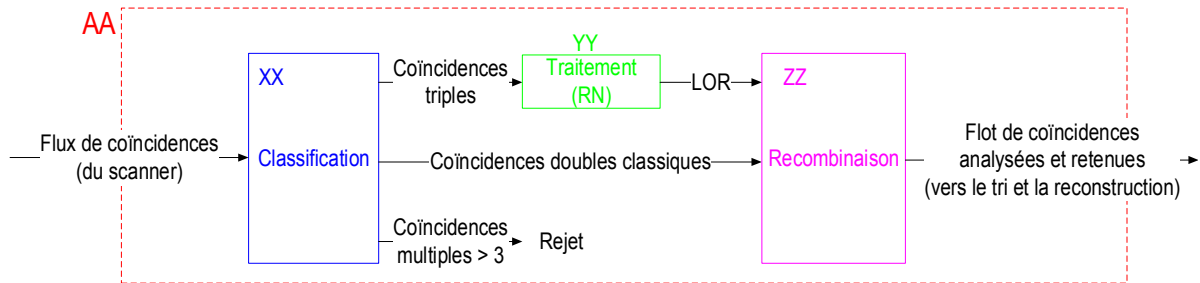 AA
Flux de coïncidences
(du scanner)
XX
Classification
Coïncidences
triples
YY
Traitement
(RN)
LOR
Coïncidences doubles classiques
Coïncidences
multiples > 3
Rejet
ZZ
Recombinaison
Flot de coïncidences
analysées et retenues
(vers le tri et la reconstruction)